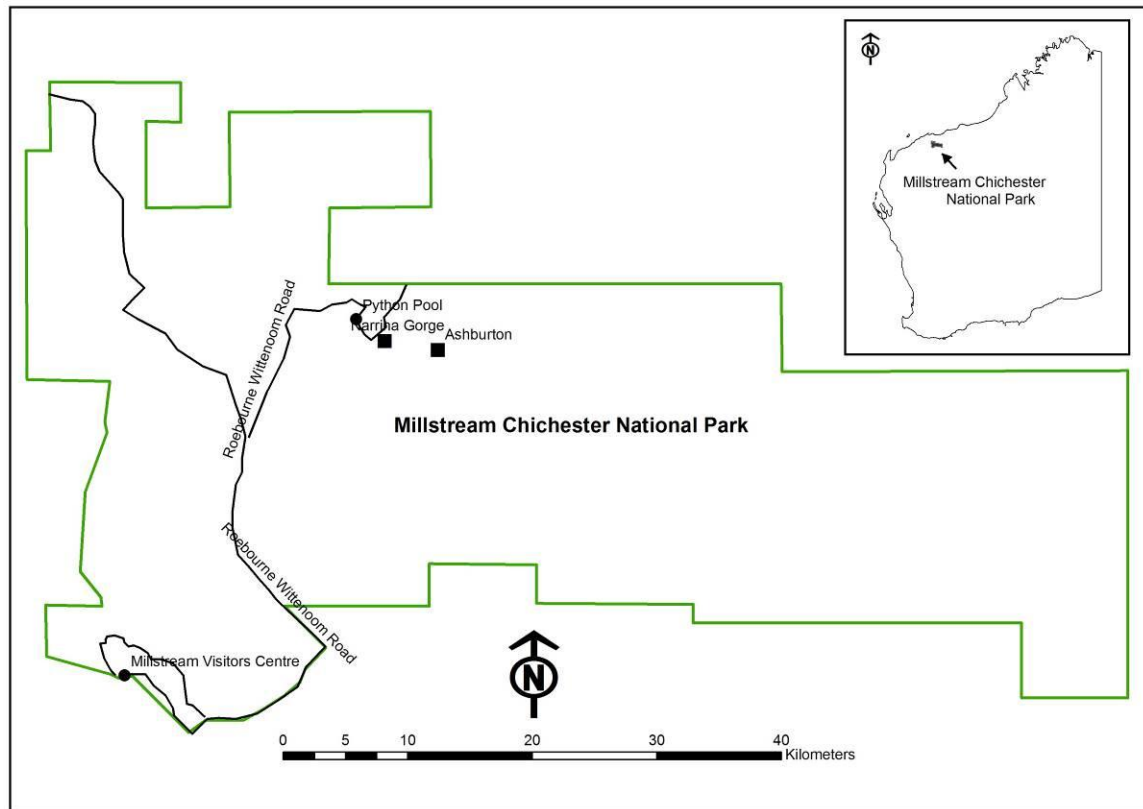 N
Millstream Chichester
National Park
Python Pool
Narrina Gorge
Ashburton
Roebourne Wittenoom Road
Millstream Chichester National Park
Roebourne Wittenoom Road
Millstream Visitors Centre
N
0 5 10 20 30 40
Kilometers